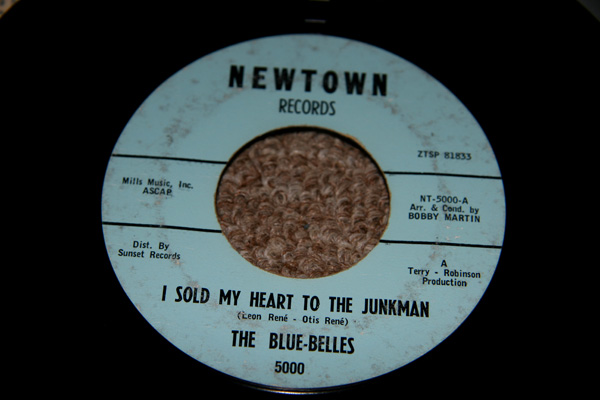 NEWTOWN
RECORDS
ZTSP 81833
Mills Music, Inc.
ASCAP
NT-5000-A
Arr. & Cond. by
BOBBY MARTIN
Dist. By
Sunset Records
A
Terry - Robinson
Production
I SOLD MY HEART TO THE JUNKMAN
(Leon René - Otis René)
THE BLUE-BELLES
5000